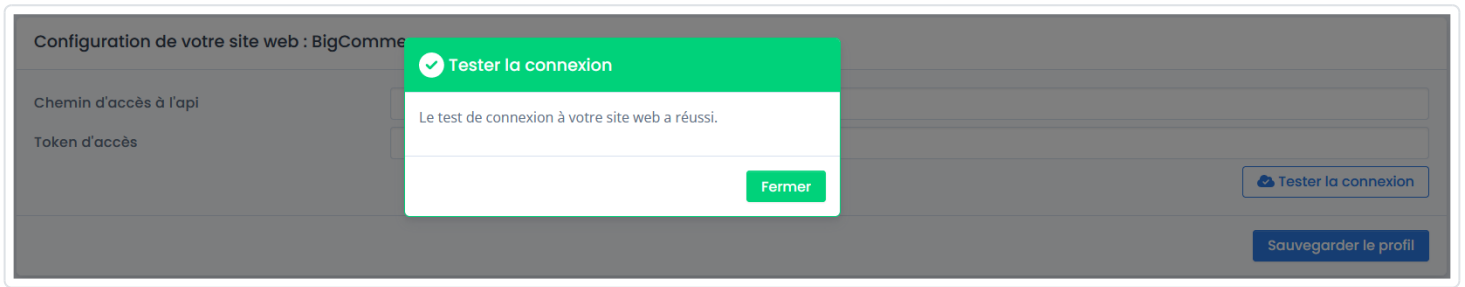 Configuration de votre site web : BigComme
Tester la connexion
Chemin d'accès à l'api
Le test de connexion à votre site web a réussi.
Token d'accès
Fermer
Tester la connexion
Sauvegarder le profil